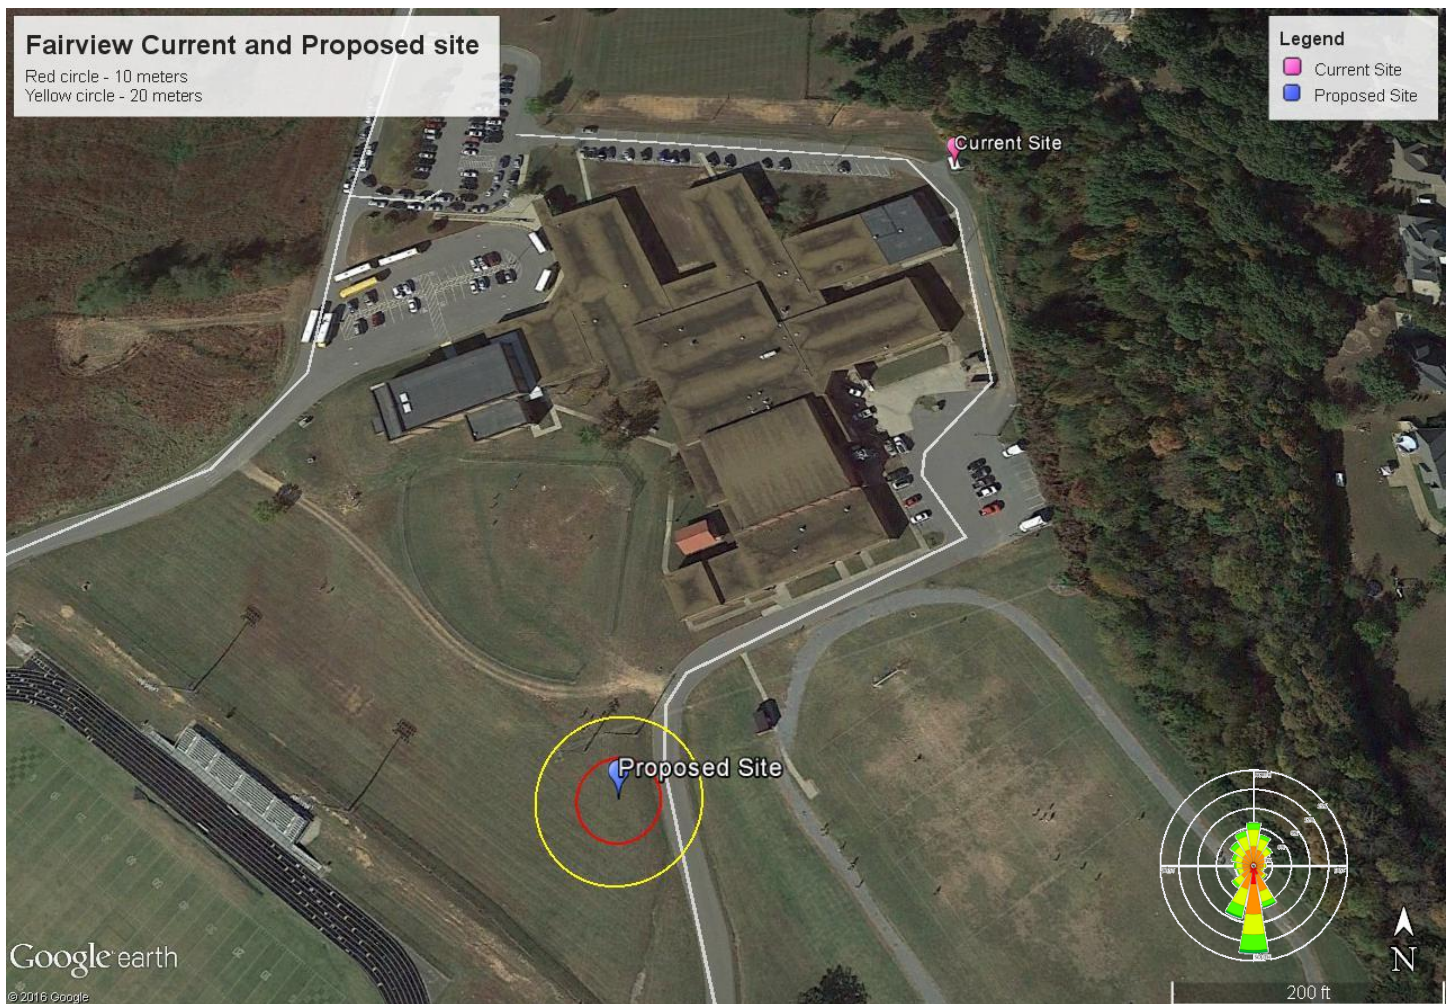 Fairview Current and Proposed site
Red circle - 10 meters
Yellow circle - 20 meters
Legend
Current Site
Proposed Site
Current Site
Proposed Site
Google earth
© 2016 Google
N
200 ft